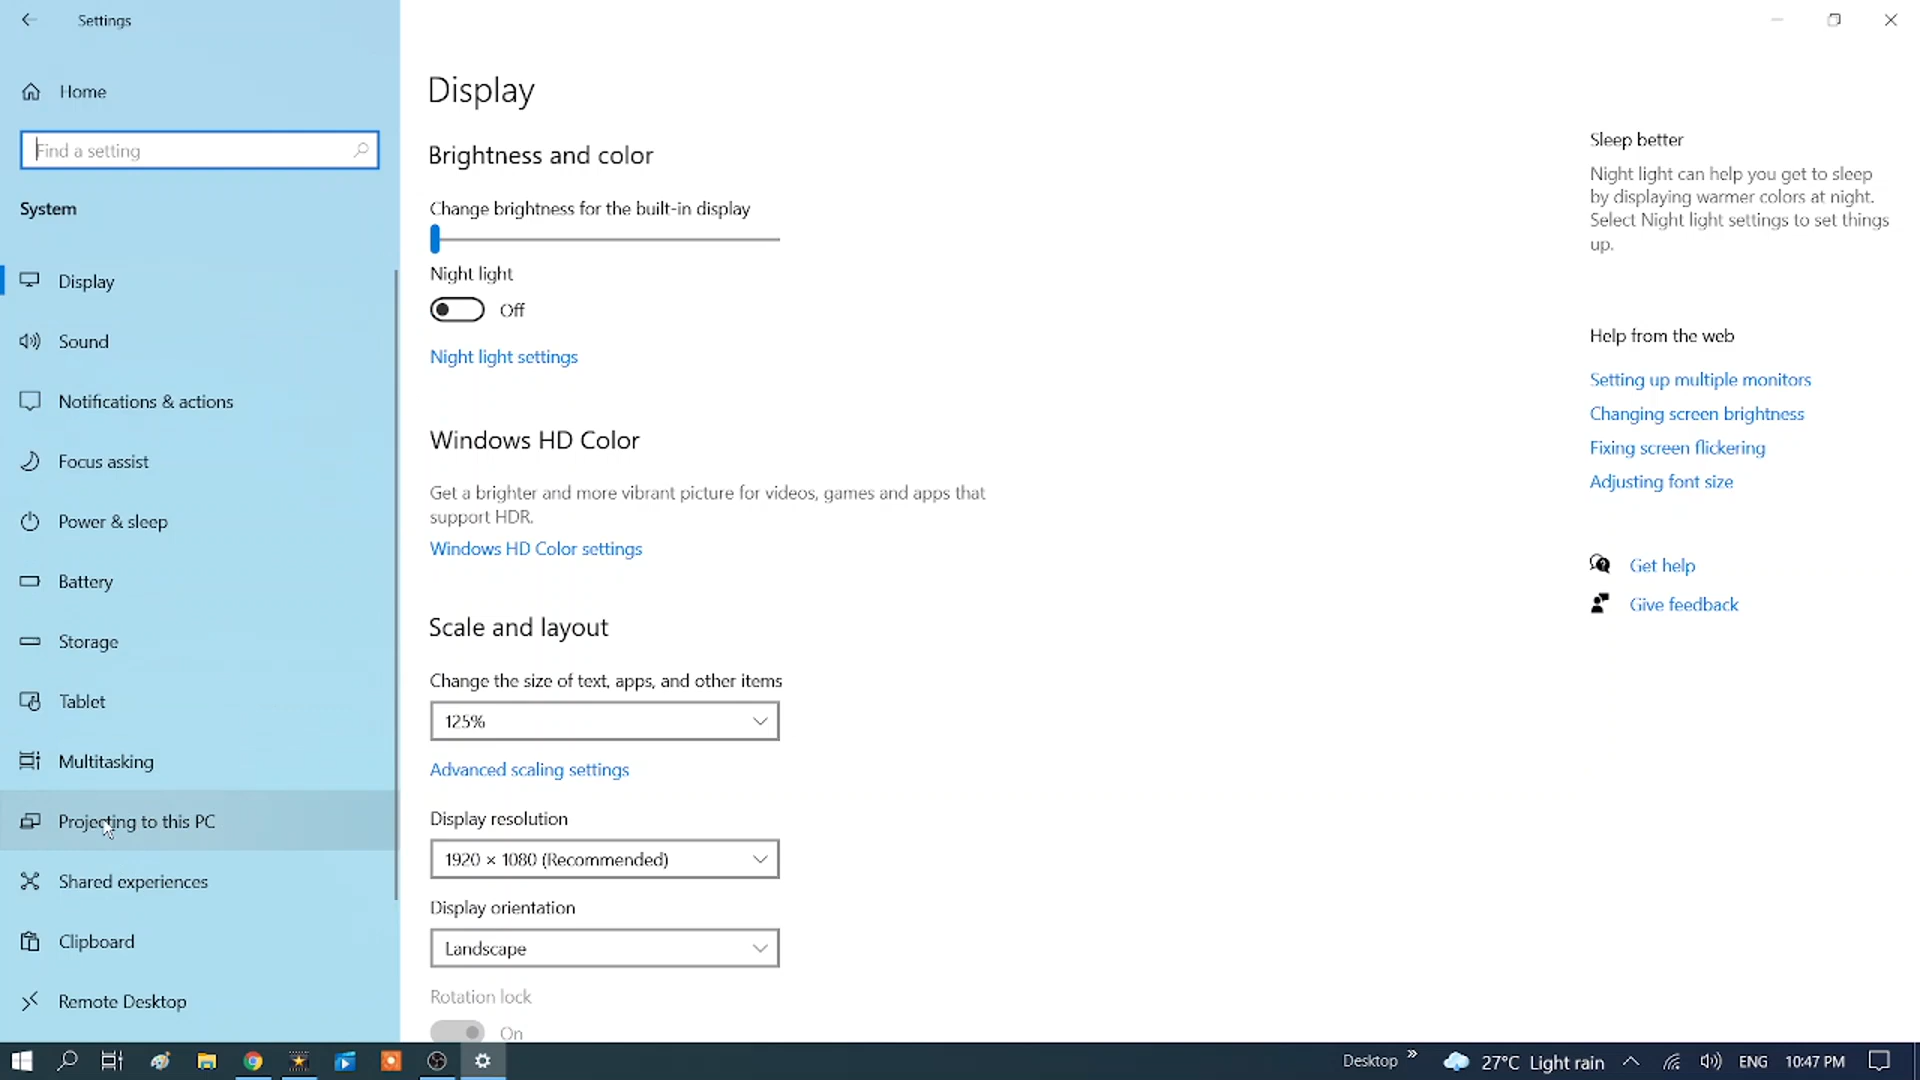 Settings
Home
Find a setting
System
Display
Sound
Notifications & actions
Focus assist
Power & sleep
Battery
Storage
Tablet
Multitasking
Projecting to this PC
Shared experiences
Clipboard
Remote Desktop
Display
Brightness and color
Change brightness for the built-in display
Night light
Off
Night light settings
Windows HD Color
Get a brighter and more vibrant picture for videos, games and apps that
support HDR.
Windows HD Color settings
Scale and layout
Change the size of text, apps, and other items
125%
Advanced scaling settings
Display resolution
1920 × 1080 (Recommended)
Display orientation
Landscape
Rotation lock
On
Sleep better
Night light can help you get to sleep
by displaying warmer colors at night.
Select Night light settings to set things
up.
Help from the web
Setting up multiple monitors
Changing screen brightness
Fixing screen flickering
Adjusting font size
Get help
Give feedback
Desktop » 27°C Light rain ENG 10:47 PM